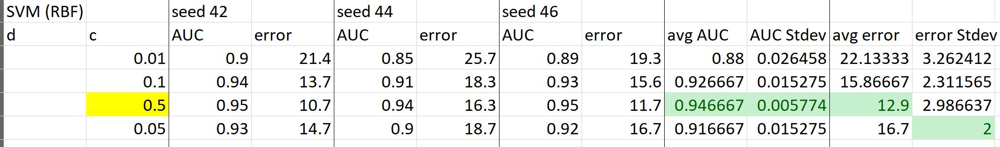 SVM (RBF) seed 42 seed 44 seed 46
d c AUC error AUC error AUC error avg AUC AUC Stdev avg error error Stdev
0.01 0.9 21.4 0.85 25.7 0.89 19.3 0.88 0.026458 22.13333 3.262412
0.1 0.94 13.7 0.91 18.3 0.93 15.6 0.926667 0.015275 15.86667 2.311565
0.5 0.95 10.7 0.94 16.3 0.95 11.7 0.946667 0.005774 12.9 2.986637
0.05 0.93 14.7 0.9 18.7 0.92 16.7 0.916667 0.015275 16.7 2